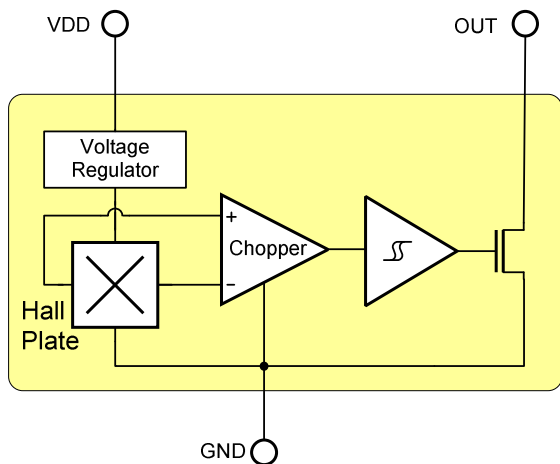 VDD
OUT
Voltage
Regulator
+
Chopper
−
Hall
Plate
GND